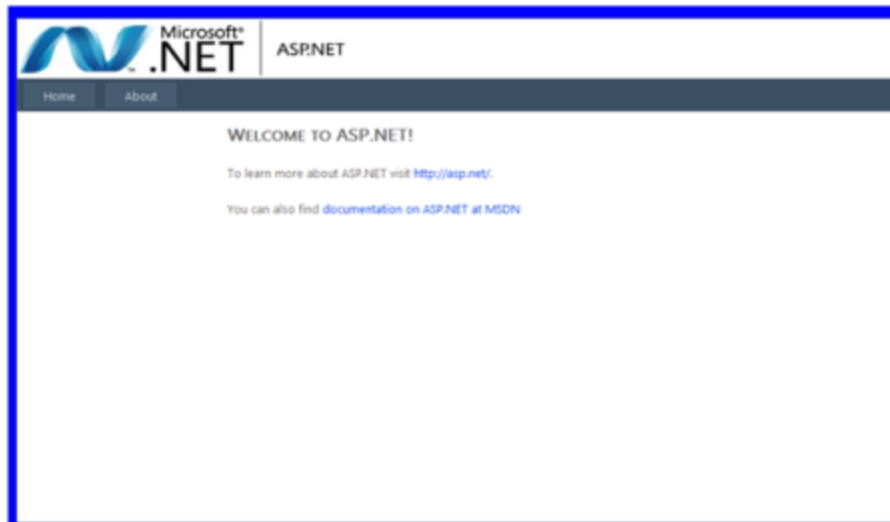 Microsoft®
.NET™
ASP.NET
Home About
WELCOME TO ASP.NET!
To learn more about ASP.NET visit http://asp.net/.
You can also find documentation on ASP.NET at MSDN